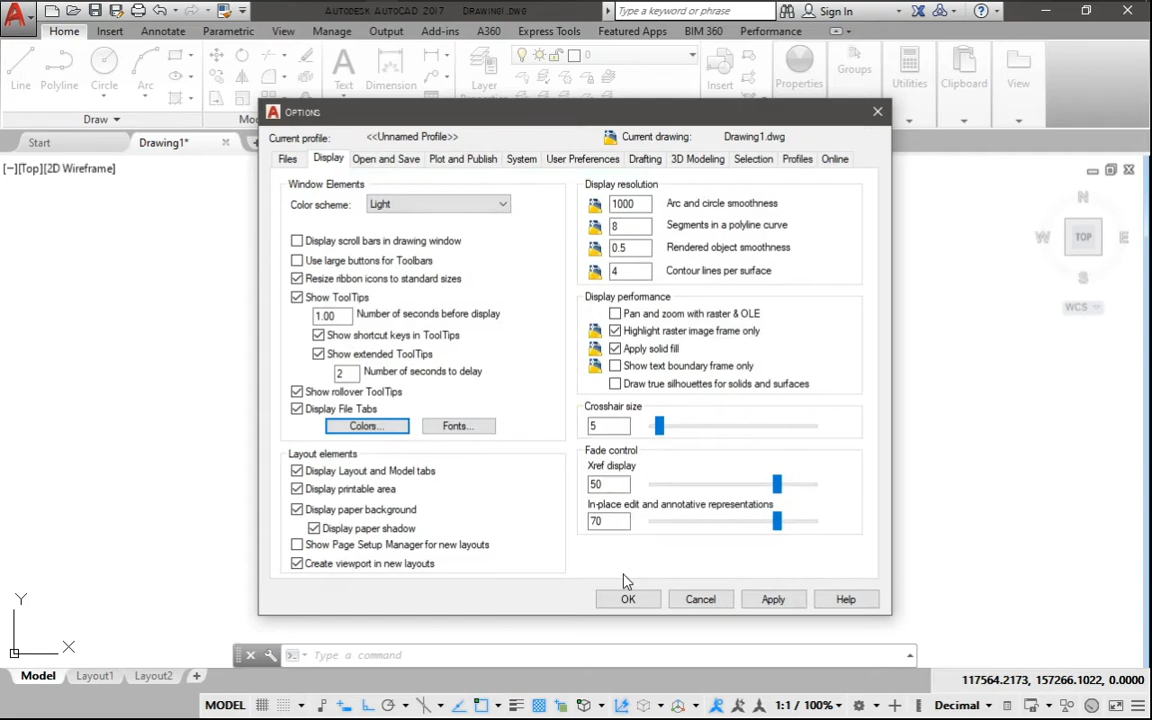 AUTODESK AUTOCAD 2017 DRAWING1.DWG
Type a keyword or phrase
Sign In
Home Insert Annotate Parametric View Manage Output Add-ins A360 Express Tools Featured Apps BIM 360 Performance
Line Polyline Circle Arc Text Dimension Layer Insert Properties Groups Utilities Clipboard View
0
Draw
Start Drawing1*
[−][Top][2D Wireframe]
OPTIONS
Current profile: <<Unnamed Profile>> Current drawing: Drawing1.dwg
Files Display Open and Save Plot and Publish System User Preferences Drafting 3D Modeling Selection Profiles Online
Window Elements
Color scheme: Light
Display scroll bars in drawing window
Use large buttons for Toolbars
Resize ribbon icons to standard sizes
Show ToolTips
1.00 Number of seconds before display
Show shortcut keys in ToolTips
Show extended ToolTips
2 Number of seconds to delay
Show rollover ToolTips
Display File Tabs
Colors... Fonts...
Layout elements
Display Layout and Model tabs
Display printable area
Display paper background
Display paper shadow
Show Page Setup Manager for new layouts
Create viewport in new layouts
Display resolution
1000 Arc and circle smoothness
8 Segments in a polyline curve
0.5 Rendered object smoothness
4 Contour lines per surface
Display performance
Pan and zoom with raster & OLE
Highlight raster image frame only
Apply solid fill
Show text boundary frame only
Draw true silhouettes for solids and surfaces
Crosshair size
5
Fade control
Xref display
50
In-place edit and annotative representations
70
OK Cancel Apply Help
N
W TOP E
S
WCS
Y
X
Type a command
Model Layout1 Layout2 +
117564.2173, 157266.1022, 0.0000
MODEL 1:1 / 100% Decimal